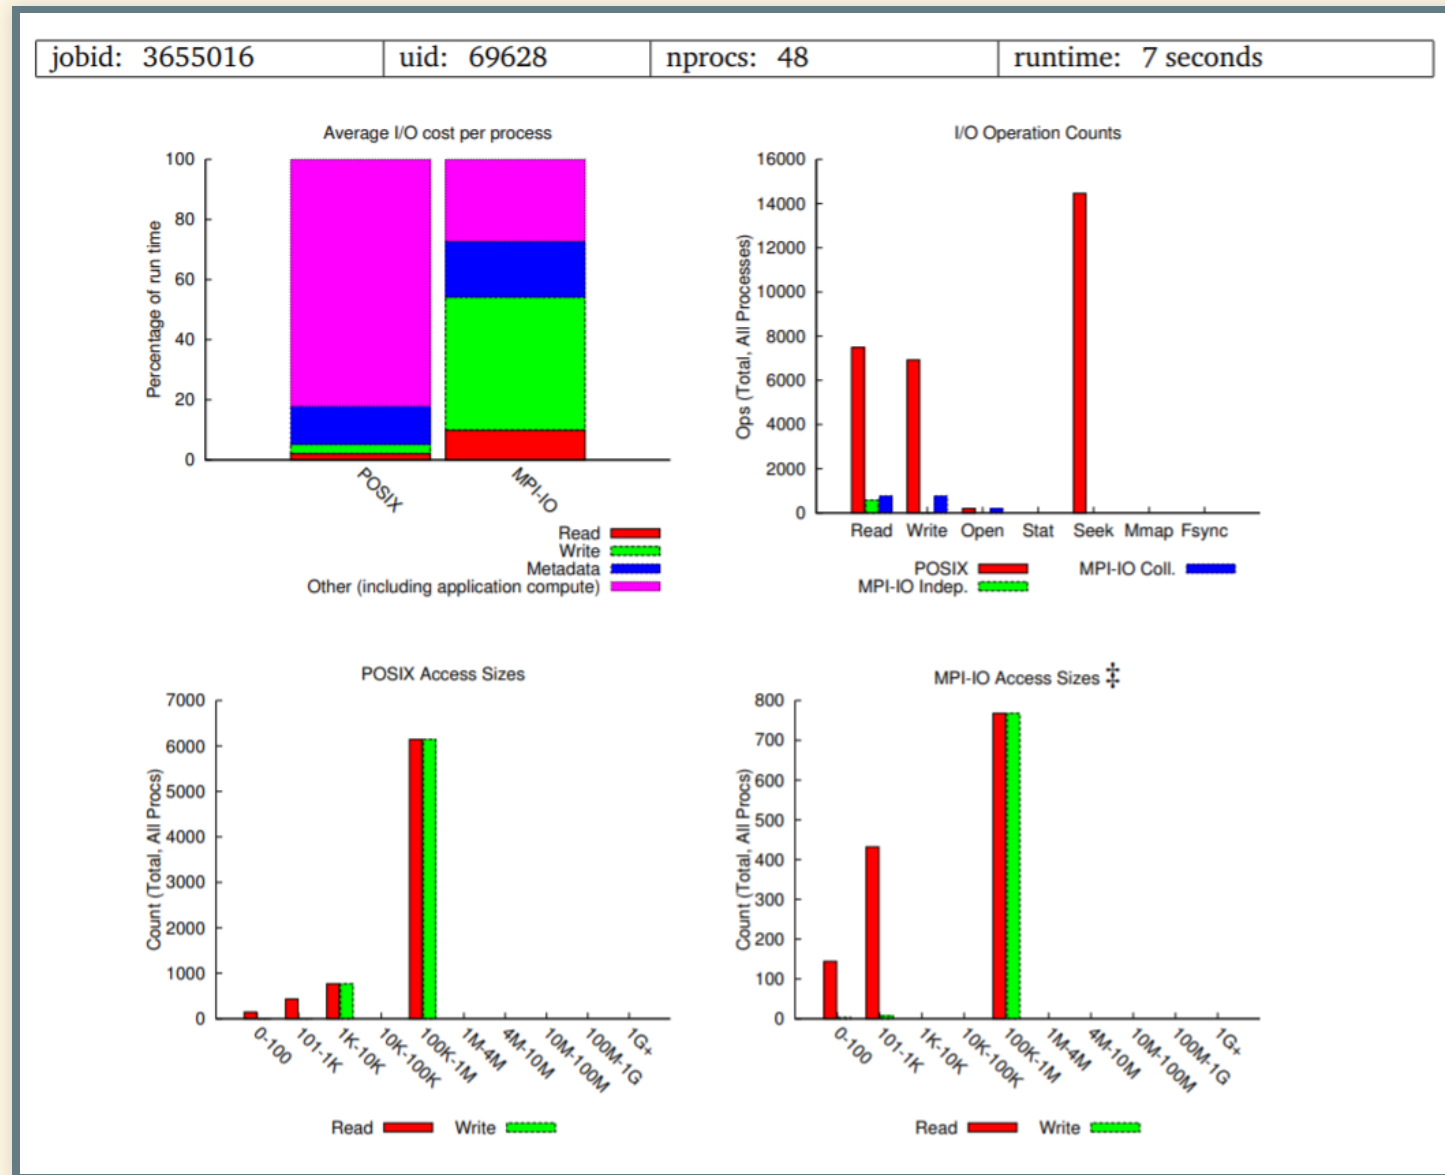 jobid: 3655016 uid: 69628 nprocs: 48 runtime: 7 seconds
Average I/O cost per process
100
80
60
40
20
0
Percentage of run time
POSIX
MPI-IO
Read
Write
Metadata
Other (including application compute)
I/O Operation Counts
16000
14000
12000
10000
8000
6000
4000
2000
0
Ops (Total, All Processes)
Read Write Open Stat Seek Mmap Fsync
POSIX MPI-IO Coll.
MPI-IO Indep.
POSIX Access Sizes
7000
6000
5000
4000
3000
2000
1000
0
Count (Total, All Procs)
0-100
101-1K
1K-10K
10K-100K
100K-1M
1M-4M
4M-10M
10M-100M
100M-1G
1G+
Read Write
MPI-IO Access Sizes ‡
800
700
600
500
400
300
200
100
0
Count (Total, All Procs)
0-100
101-1K
1K-10K
10K-100K
100K-1M
1M-4M
4M-10M
10M-100M
100M-1G
1G+
Read Write